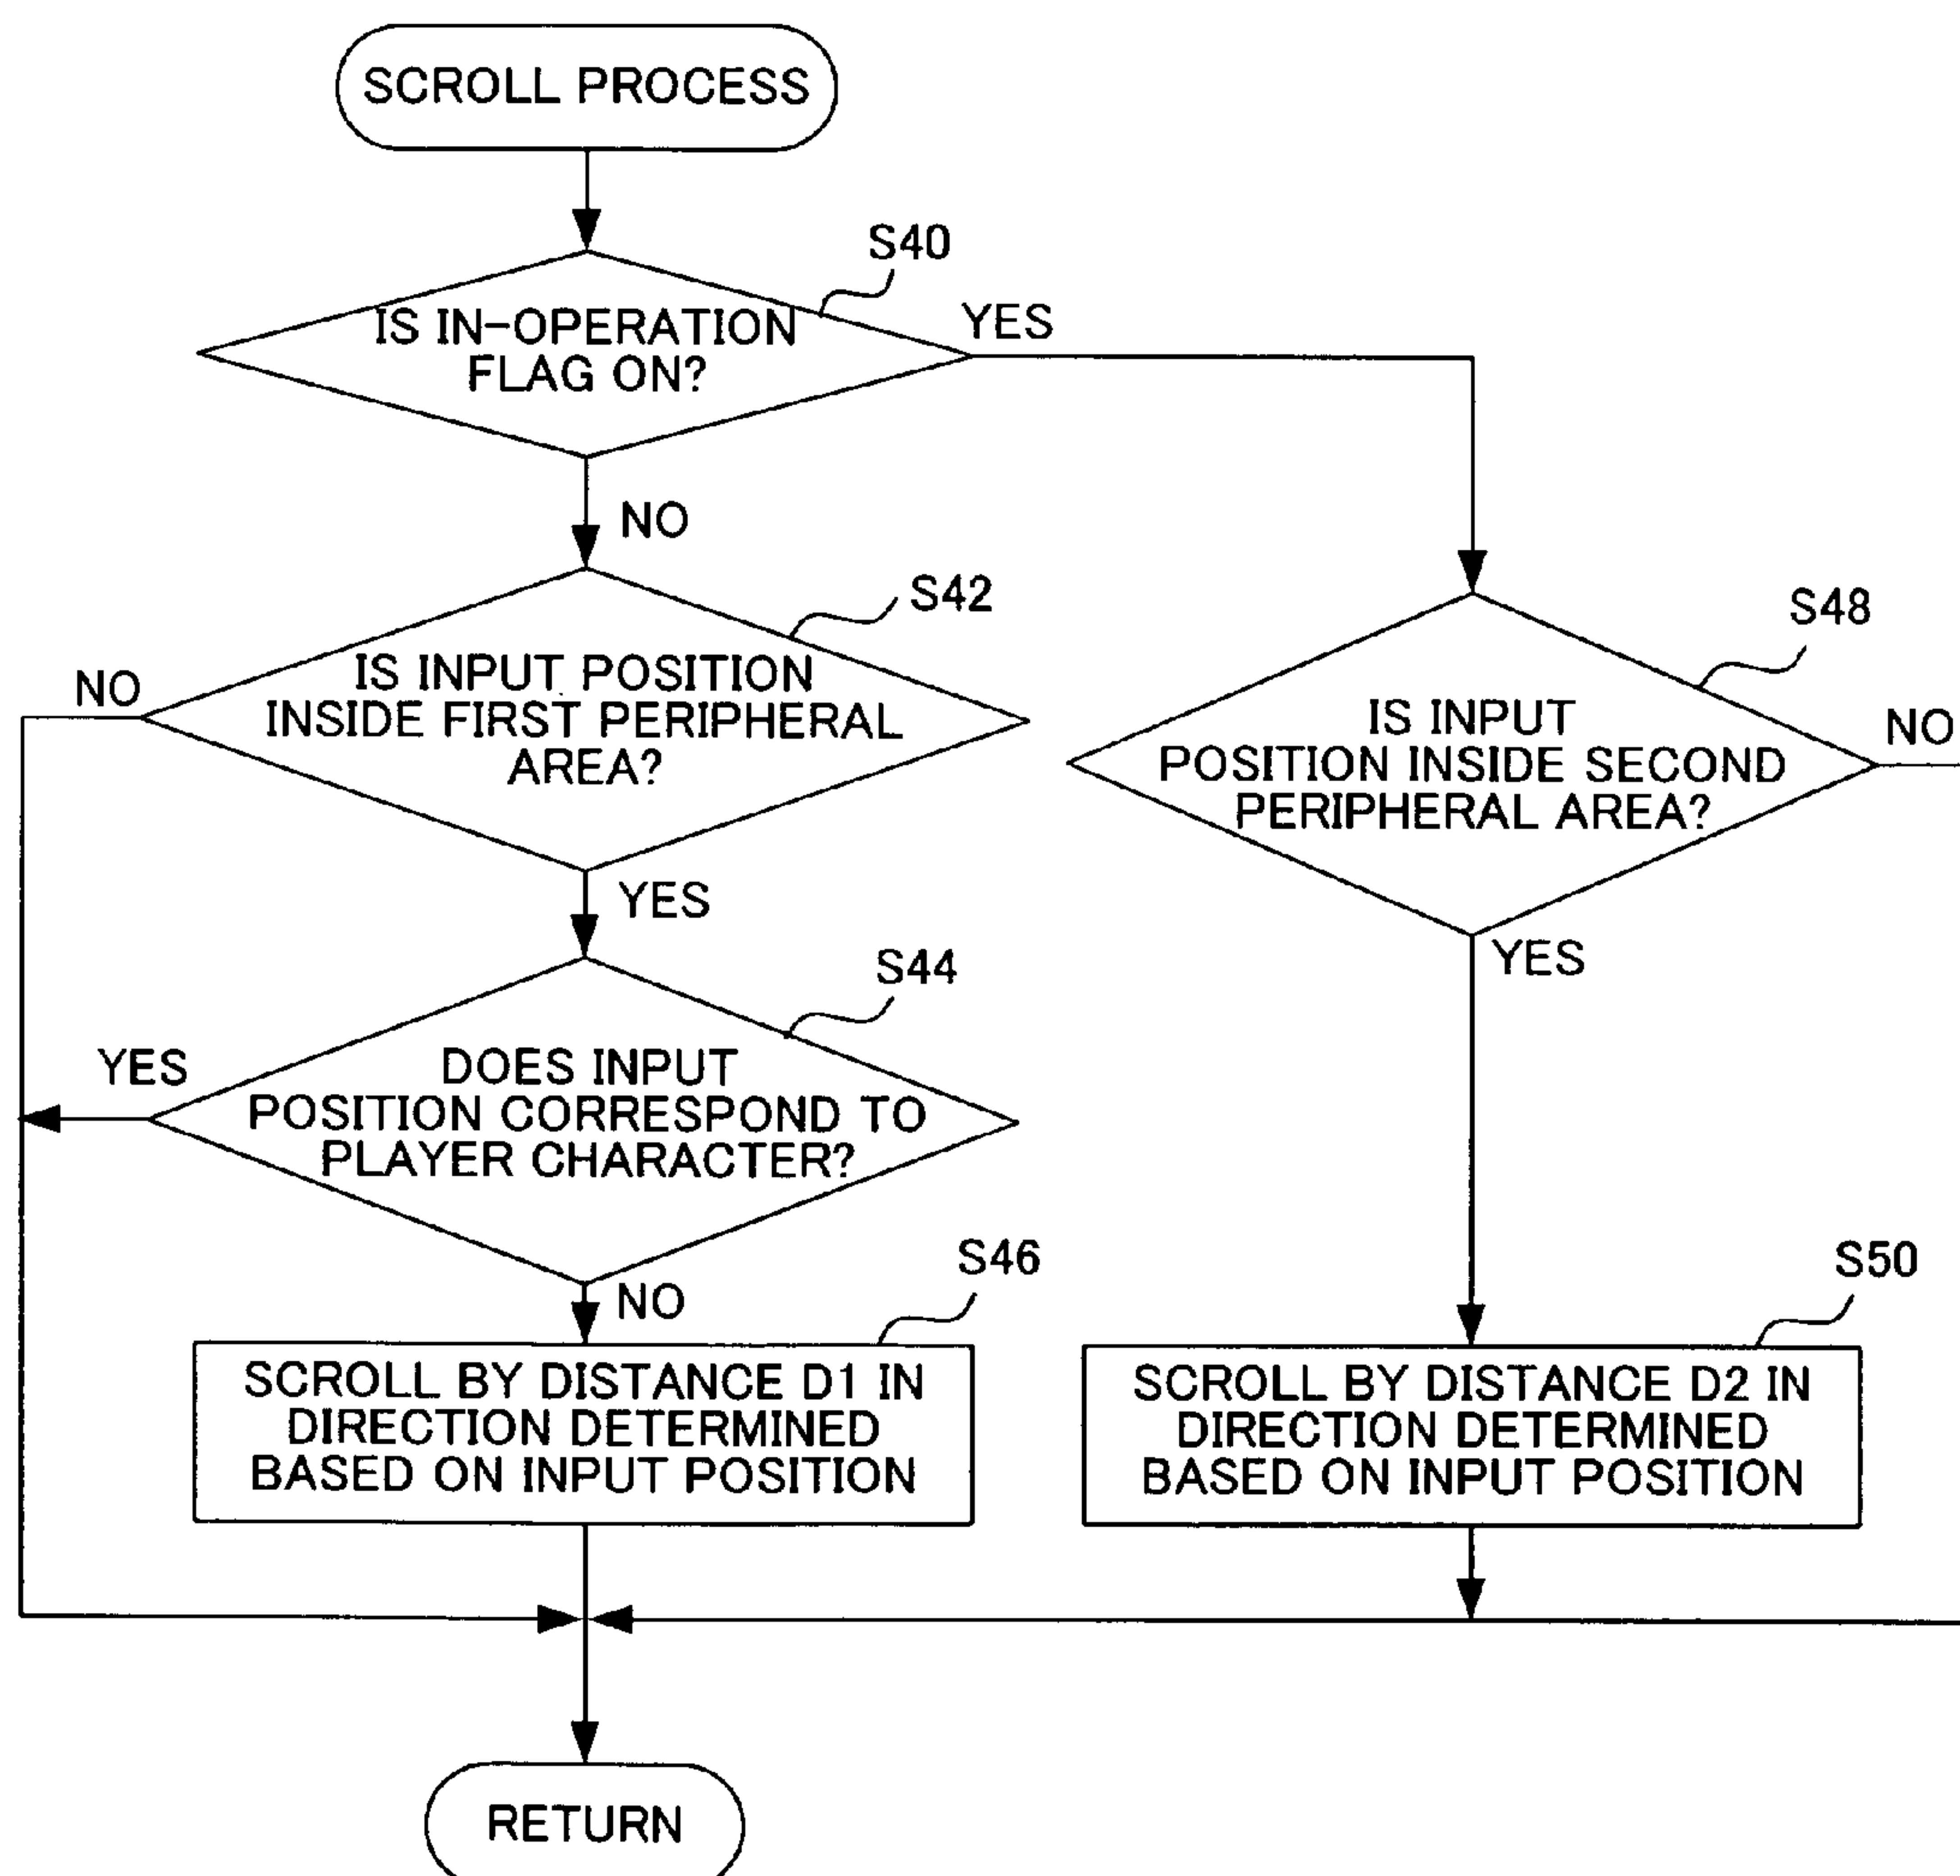 SCROLL PROCESS
S40
IS IN-OPERATION
FLAG ON?
YES
NO
S42
IS INPUT POSITION
INSIDE FIRST PERIPHERAL
AREA?
NO
YES
S48
IS INPUT
POSITION INSIDE SECOND
PERIPHERAL AREA?
NO
YES
S44
DOES INPUT
POSITION CORRESPOND TO
PLAYER CHARACTER?
YES
NO
S46
SCROLL BY DISTANCE D1 IN
DIRECTION DETERMINED
BASED ON INPUT POSITION
S50
SCROLL BY DISTANCE D2 IN
DIRECTION DETERMINED
BASED ON INPUT POSITION
RETURN